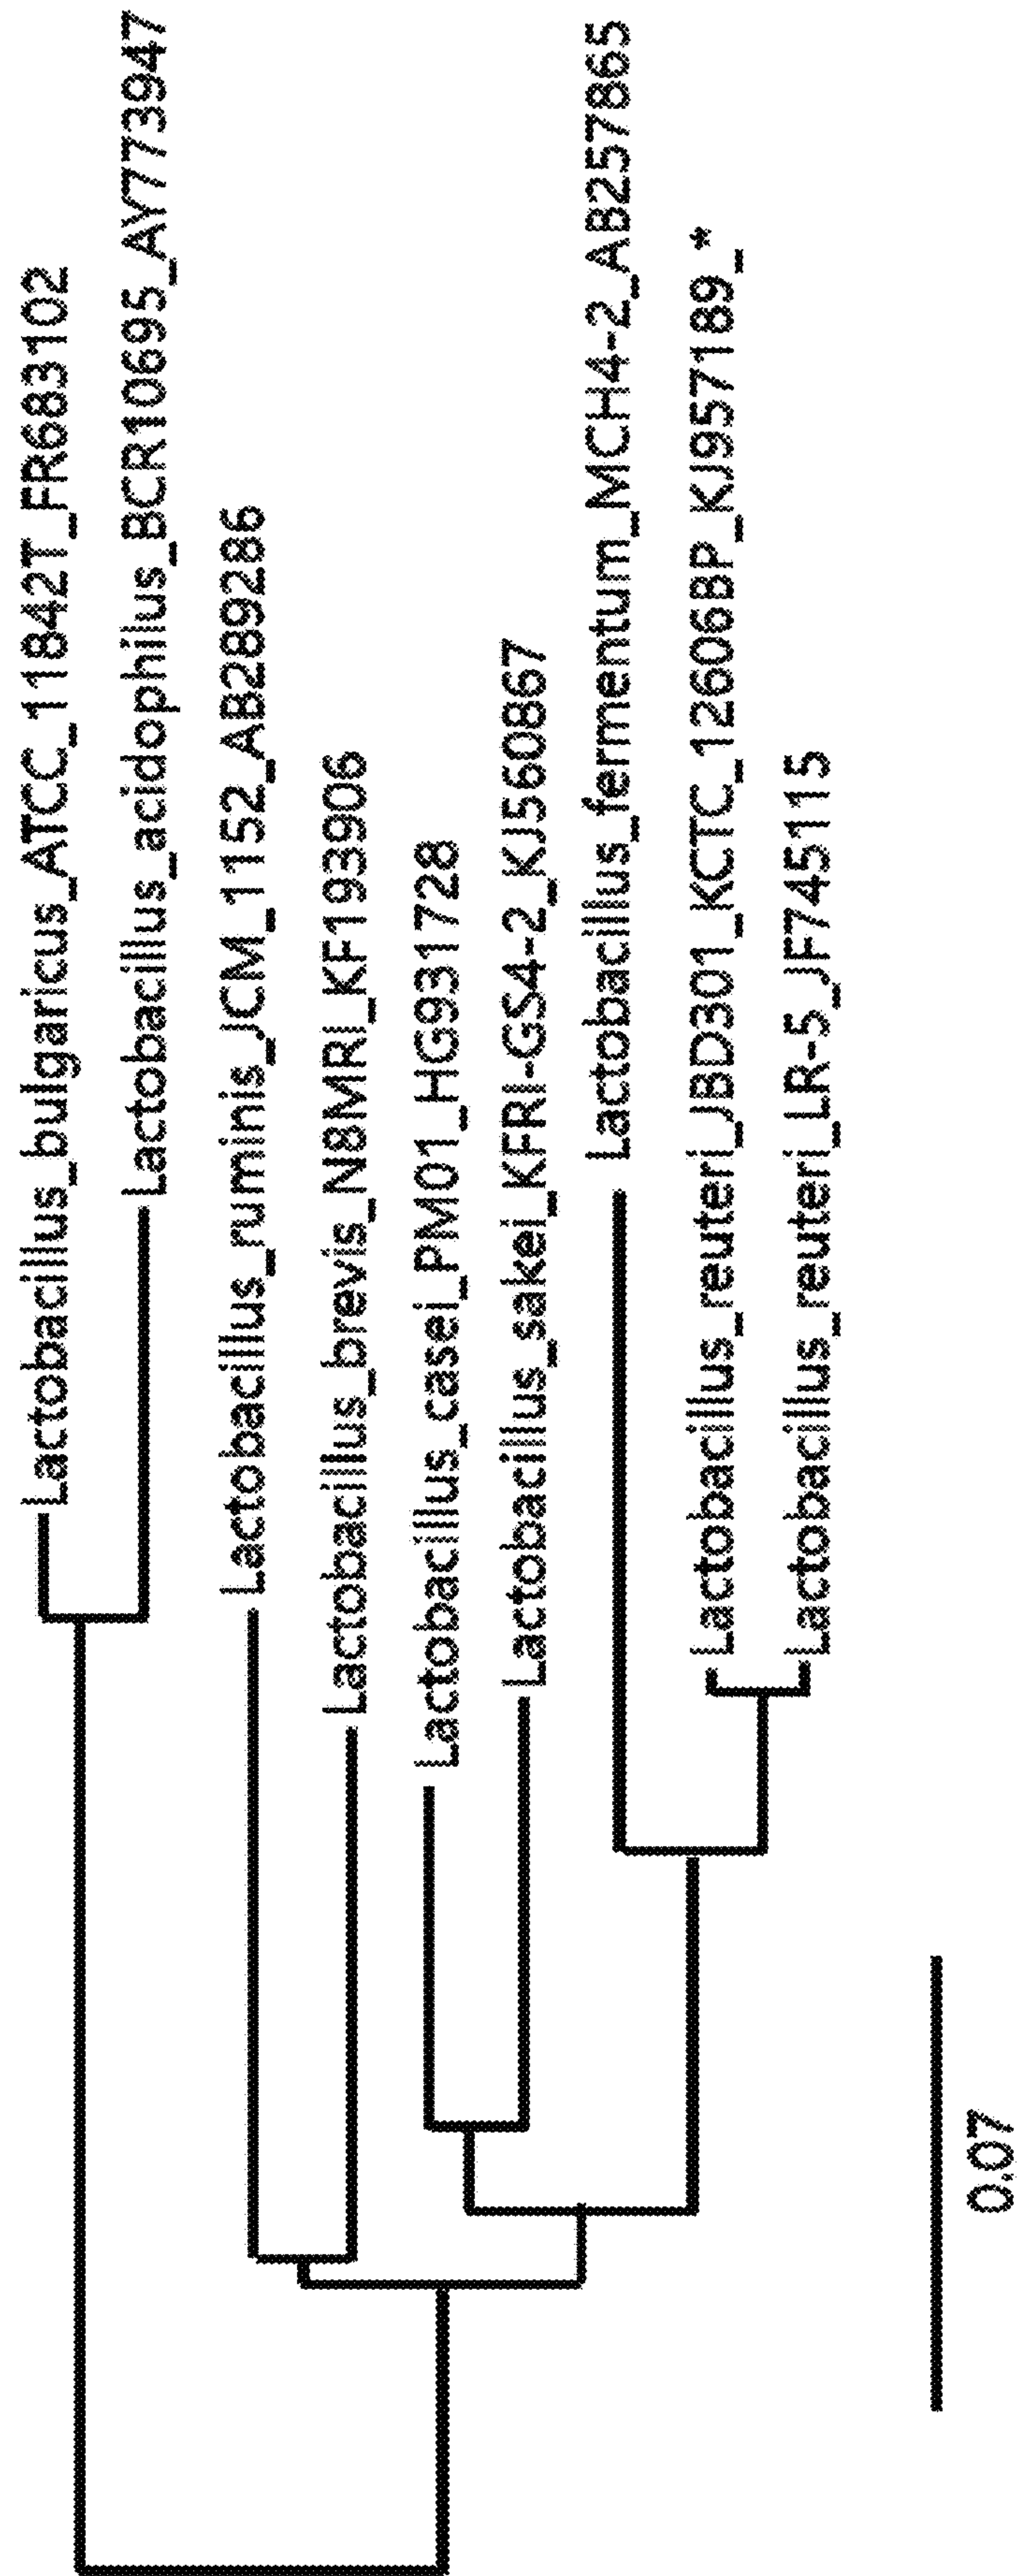 Lactobacillus_bulgaricus_ATCC_11842T_FR683102
Lactobacillus_acidophilus_BCR10695_AY773947
Lactobacillus_ruminis_JCM_1152_AB289286
Lactobacillus_brevis_N8MRI_KF193906
Lactobacillus_casei_PM01_HG931728
Lactobacillus_sakei_KFRI-GS4-2_KJ560867
Lactobacillus_fermentum_MCH4-2_AB257865
Lactobacillus_reuteri_JBD301_KCTC_12606BP_KJ957189_*
Lactobacillus_reuteri_LR-5_JF745115
0.07